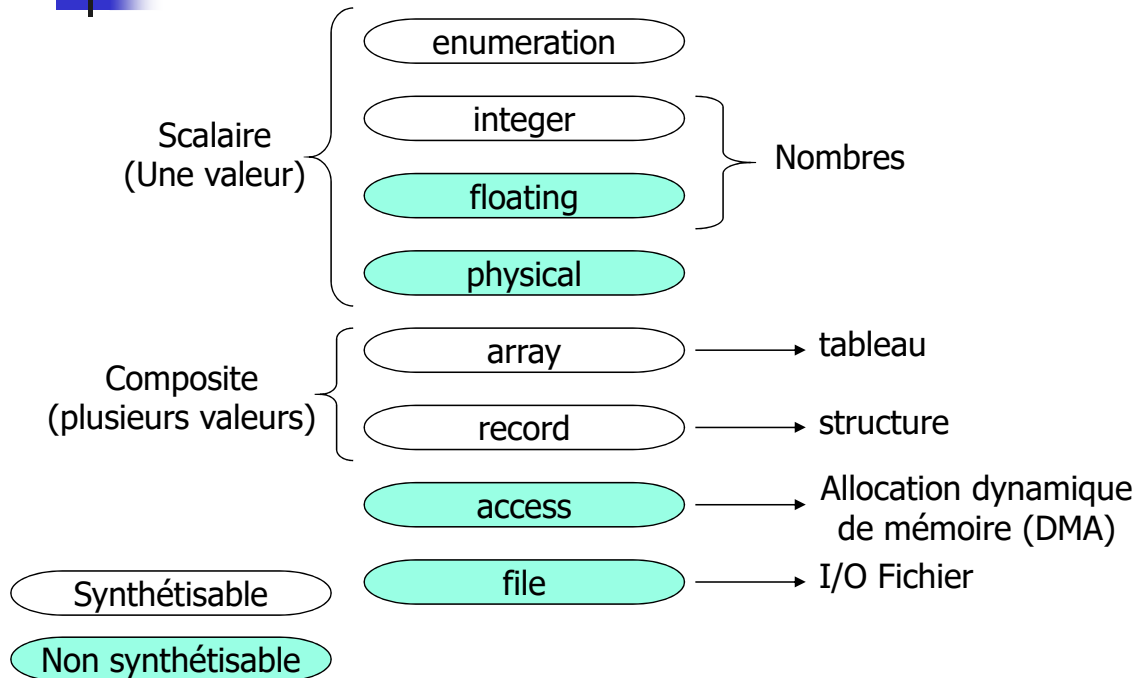 enumeration
Scalaire
(Une valeur)
integer
Nombres
floating
physical
Composite
(plusieurs valeurs)
array
tableau
record
structure
access
Allocation dynamique
de mémoire (DMA)
file
I/O Fichier
Synthétisable
Non synthétisable